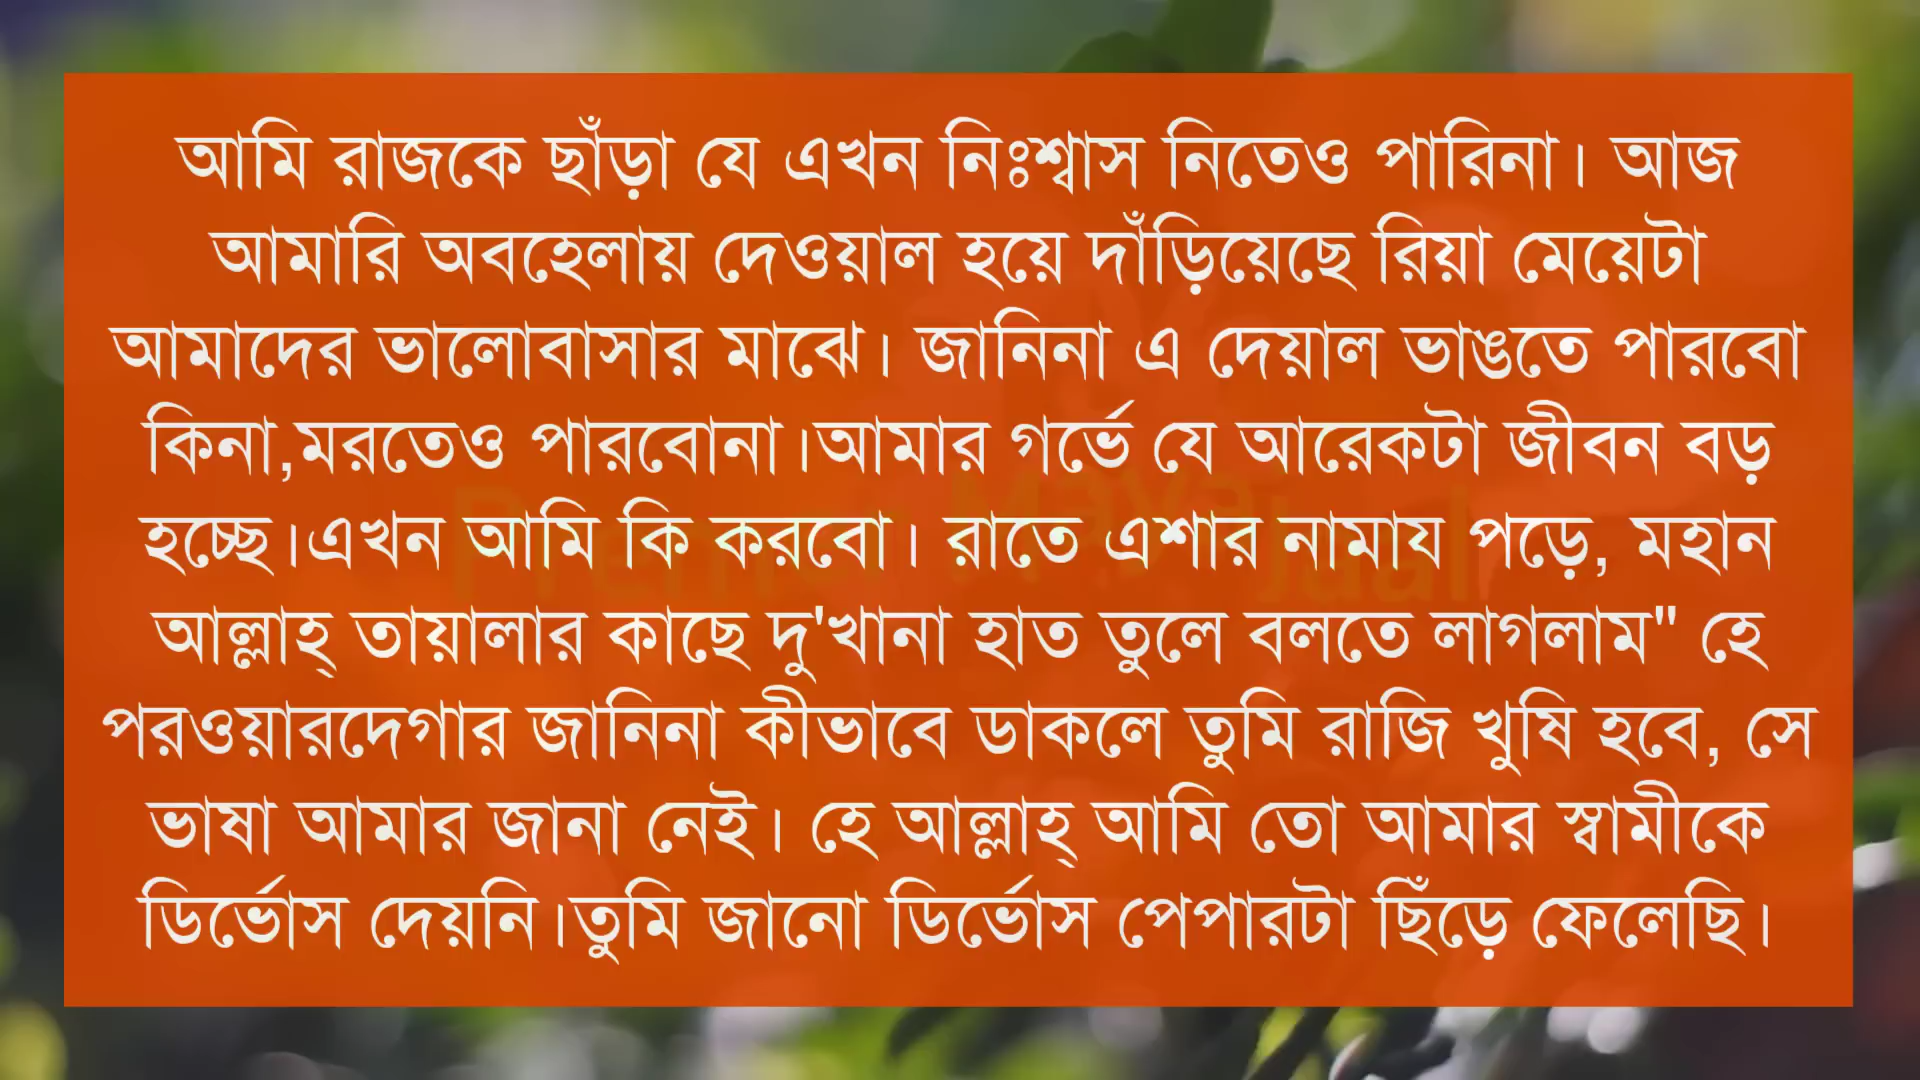 আমি রাজকে ছাঁড়া যে এখন নিঃশ্বাস নিতেও পারিনা। আজ
আমারি অবহেলায় দেওয়াল হয়ে দাঁড়িয়েছে রিয়া মেয়েটা
আমাদের ভালোবাসার মাঝে। জানিনা এ দেয়াল ভাঙতে পারবো
কিনা,মরতেও পারবোনা।আমার গর্ভে যে আরেকটা জীবন বড়
হচ্ছে।এখন আমি কি করবো। রাতে এশার নামায পড়ে, মহান
আল্লাহ্ তায়ালার কাছে দু'খানা হাত তুলে বলতে লাগলাম" হে
পরওয়ারদেগার জানিনা কীভাবে ডাকলে তুমি রাজি খুষি হবে, সে
ভাষা আমার জানা নেই। হে আল্লাহ্ আমি তো আমার স্বামীকে
ডির্ভোস দেয়নি।তুমি জানো ডির্ভোস পেপারটা ছিঁড়ে ফেলেছি।